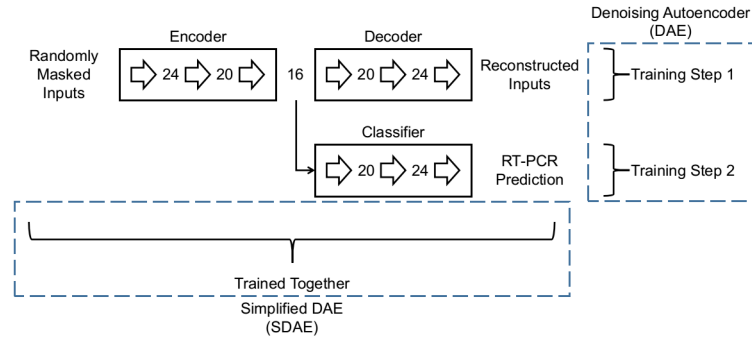 Denoising Autoencoder
(DAE)
Encoder
Decoder
Randomly
Masked
Inputs
24 20
16
20 24
Reconstructed
Inputs
Training Step 1
Classifier
20 24
RT-PCR
Prediction
Training Step 2
Trained Together
Simplified DAE
(SDAE)